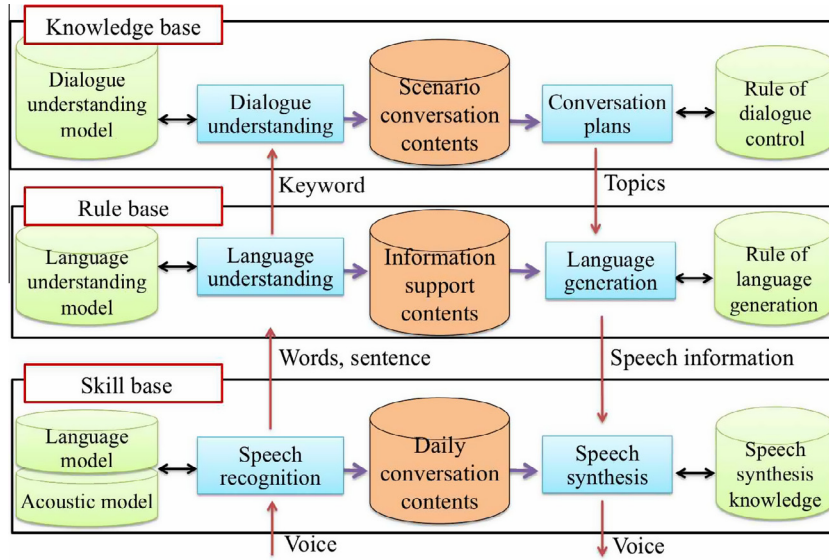 Knowledge base
Dialogue
understanding
model
Dialogue
understanding
Scenario
conversation
contents
Conversation
plans
Rule of
dialogue
control
Keyword
Topics
Rule base
Language
understanding
model
Language
understanding
Information
support
contents
Language
generation
Rule of
language
generation
Words, sentence
Speech information
Skill base
Language
model
Acoustic model
Speech
recognition
Daily
conversation
contents
Speech
synthesis
Speech
synthesis
knowledge
Voice
Voice